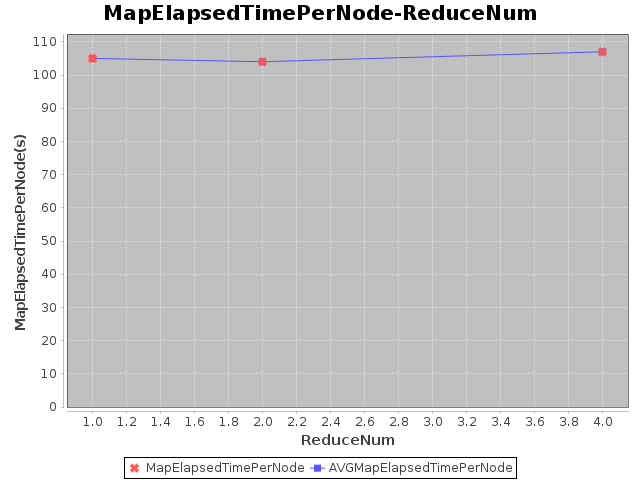 MapElapsedTimePerNode-ReduceNum
MapElapsedTimePerNode(s)
110
100
90
80
70
60
50
40
30
20
10
0
1.0 1.2 1.4 1.6 1.8 2.0 2.2 2.4 2.6 2.8 3.0 3.2 3.4 3.6 3.8 4.0
ReduceNum
MapElapsedTimePerNode AVGMapElapsedTimePerNode